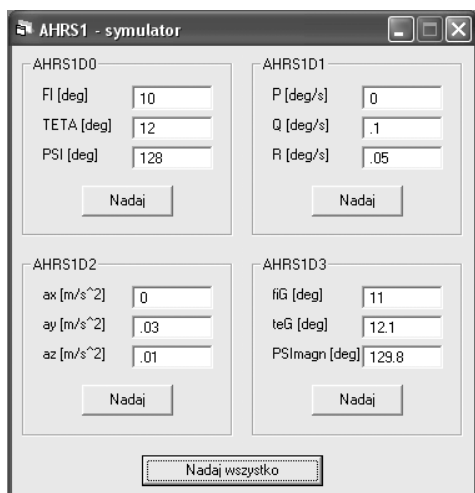 AHRS1 - symulator
AHRS1D0
FI [deg] 10
TETA [deg] 12
PSI [deg] 128
Nadaj
AHRS1D1
P [deg/s] 0
Q [deg/s] .1
R [deg/s] .05
Nadaj
AHRS1D2
ax [m/s^2] 0
ay [m/s^2] .03
az [m/s^2] .01
Nadaj
AHRS1D3
fiG [deg] 11
teG [deg] 12.1
PSImagn [deg] 129.8
Nadaj
Nadaj wszystko